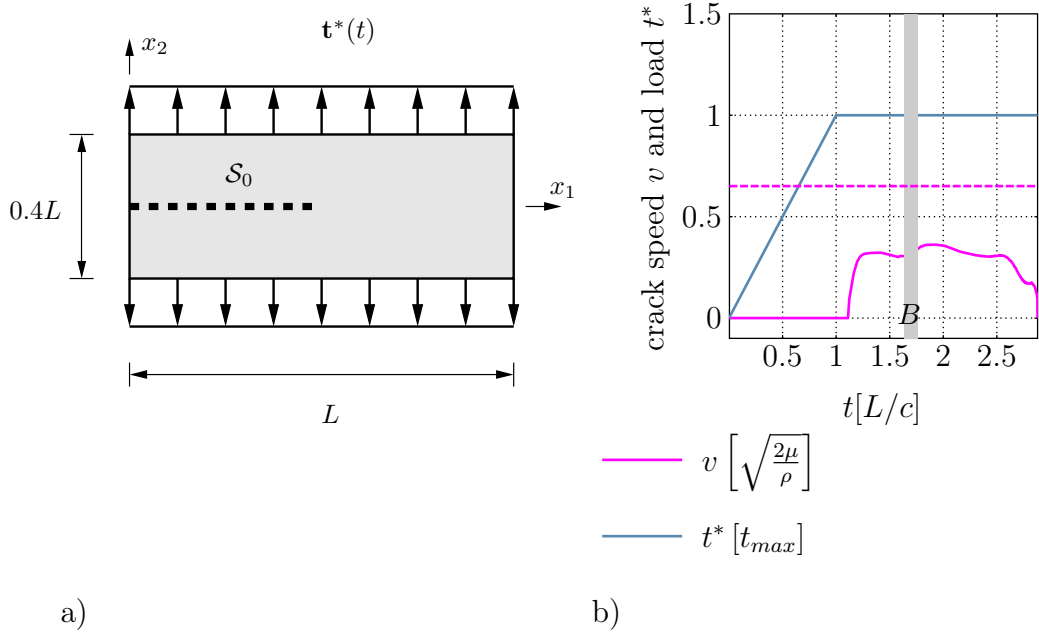 t*(t)
x₂
S₀
x₁
0.4L
L
a)
crack speed v and load t*
1.5
1
0.5
0
B
0.5 1 1.5 2 2.5
t[L/c]
v [√(2μ/ρ)]
t* [t_max]
b)